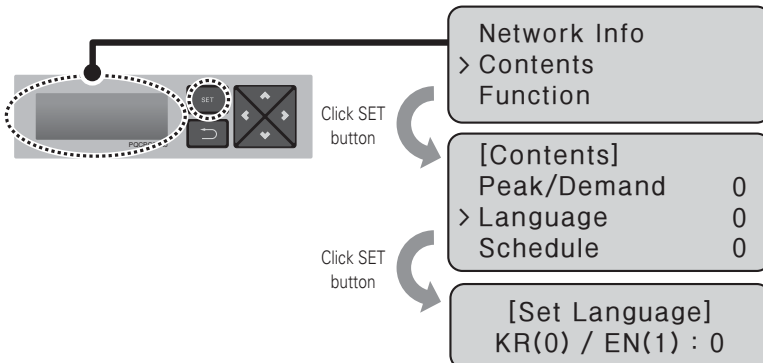 Network Info
> Contents
Function
SET
Click SET
button
[Contents]
Peak/Demand 0
> Language 0
Schedule 0
Click SET
button
[Set Language]
KR(0) / EN(1) : 0